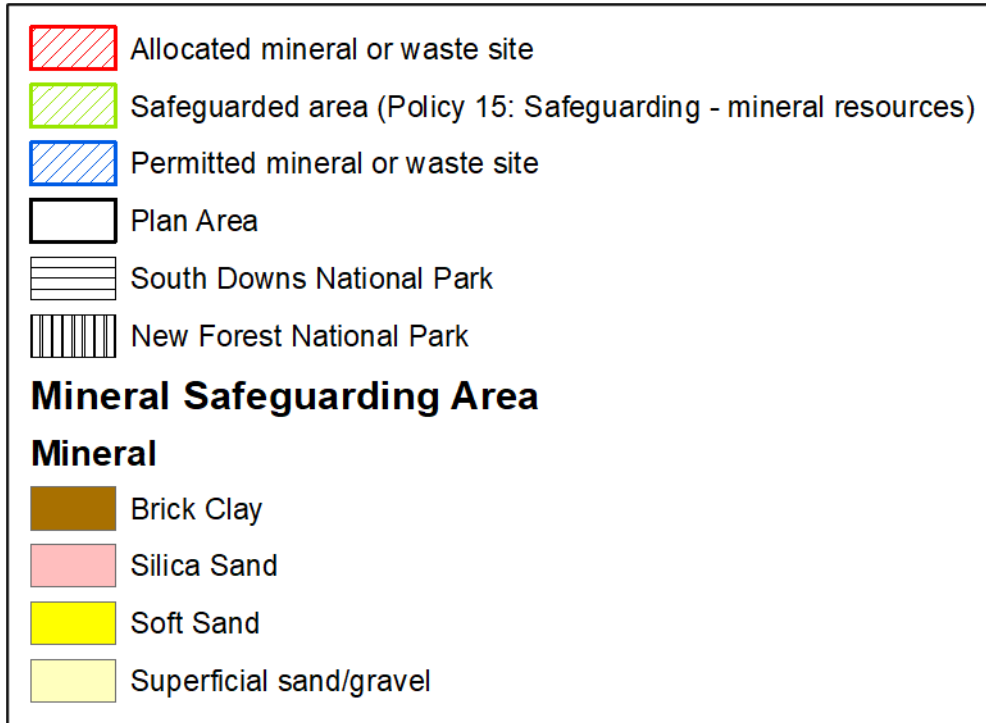 Allocated mineral or waste site
Safeguarded area (Policy 15: Safeguarding - mineral resources)
Permitted mineral or waste site
Plan Area
South Downs National Park
New Forest National Park
Mineral Safeguarding Area
Mineral
Brick Clay
Silica Sand
Soft Sand
Superficial sand/gravel